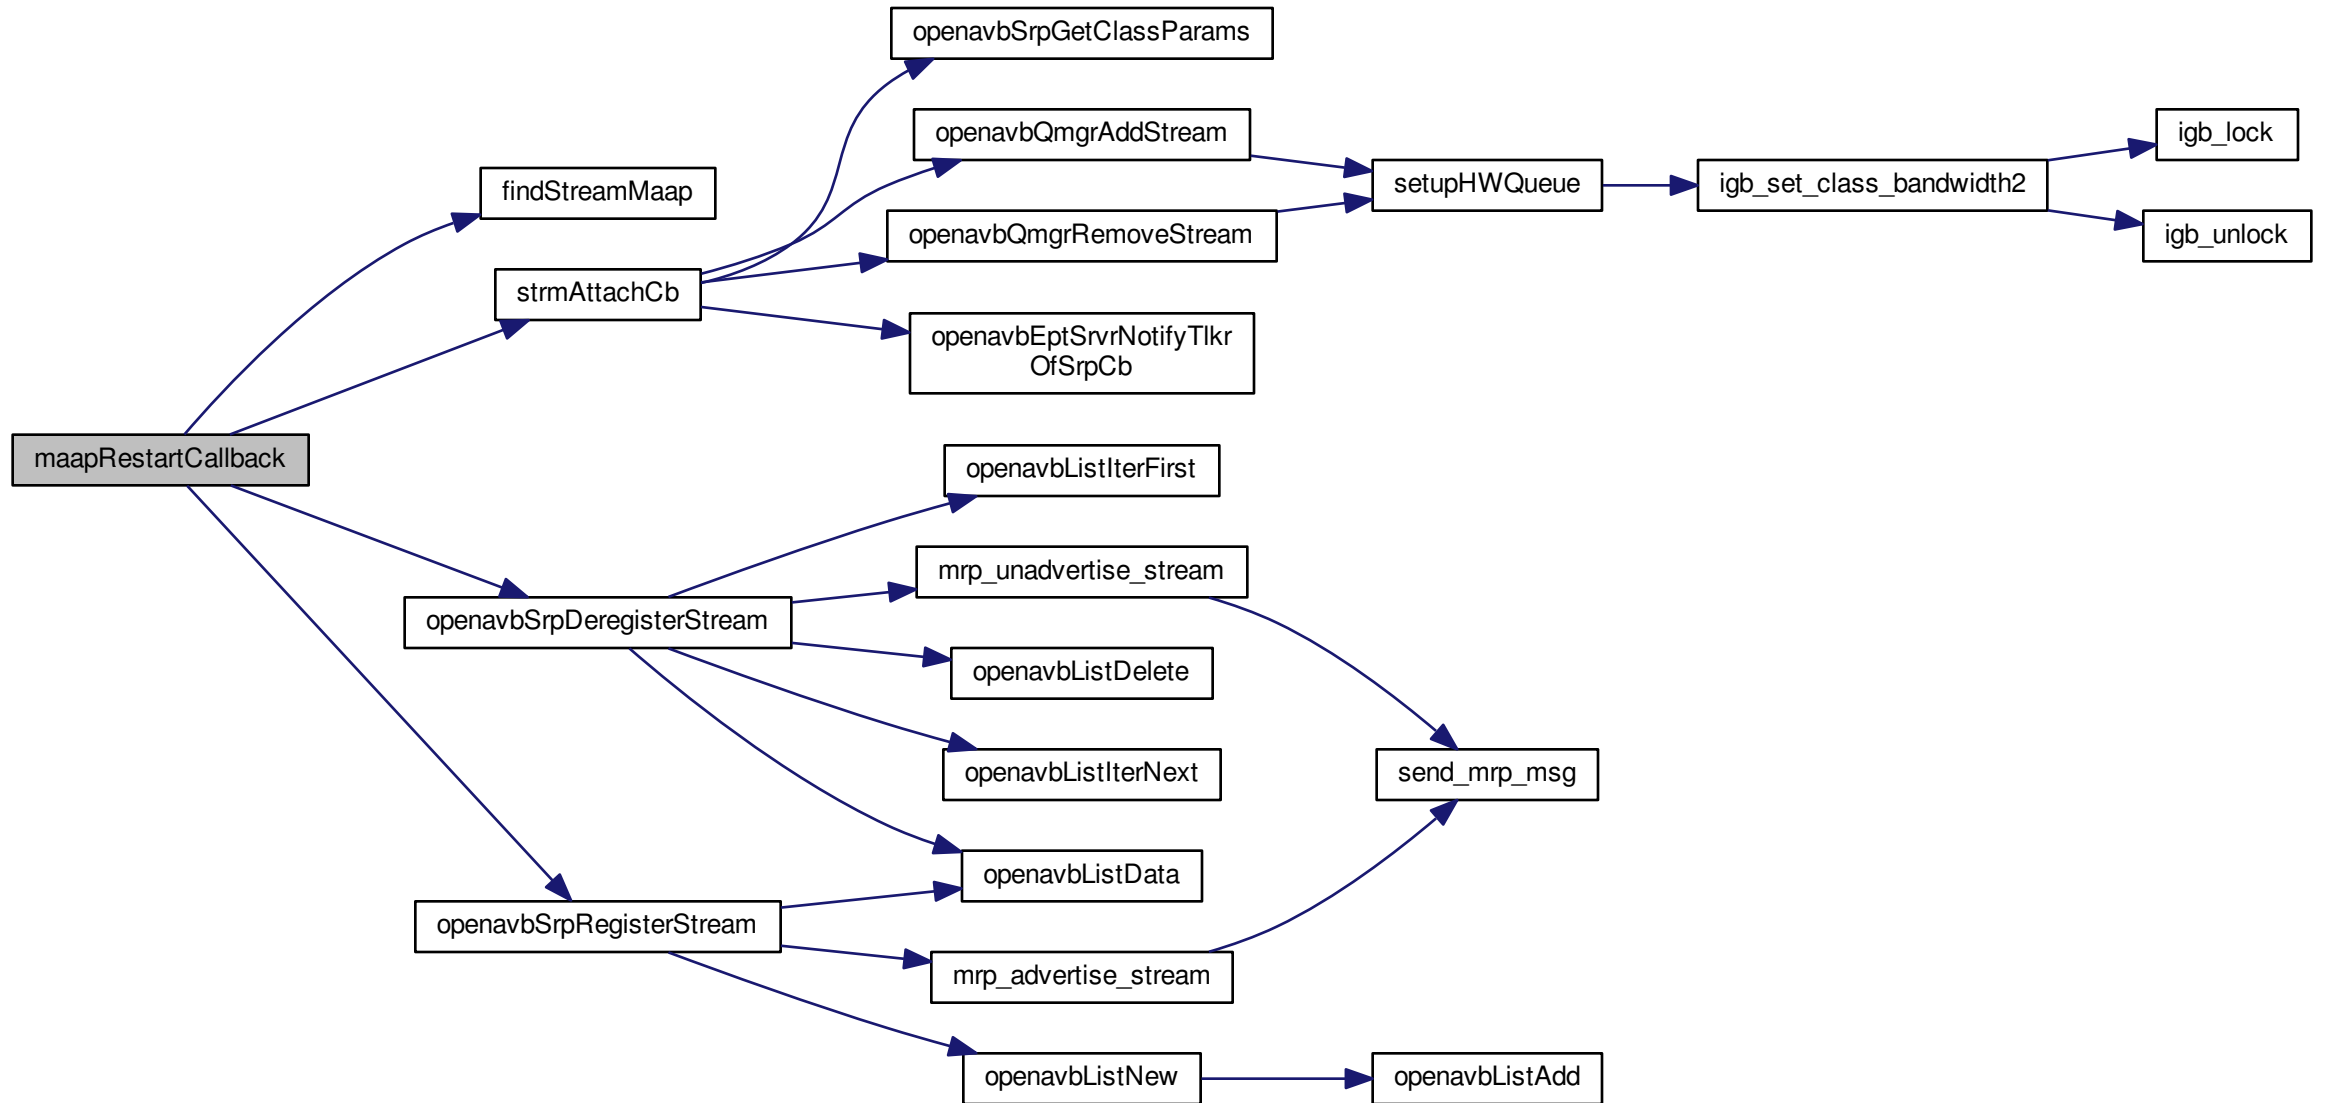 openavbSrpGetClassParams
openavbQmgrAddStream
igb_lock
findStreamMaap
setupHWQueue
igb_set_class_bandwidth2
openavbQmgrRemoveStream
igb_unlock
strmAttachCb
openavbEptSrvrNotifyTlkr
OfSrpCb
maapRestartCallback
openavbListIterFirst
mrp_unadvertise_stream
openavbSrpDeregisterStream
openavbListDelete
openavbListIterNext
send_mrp_msg
openavbListData
openavbSrpRegisterStream
mrp_advertise_stream
openavbListNew
openavbListAdd